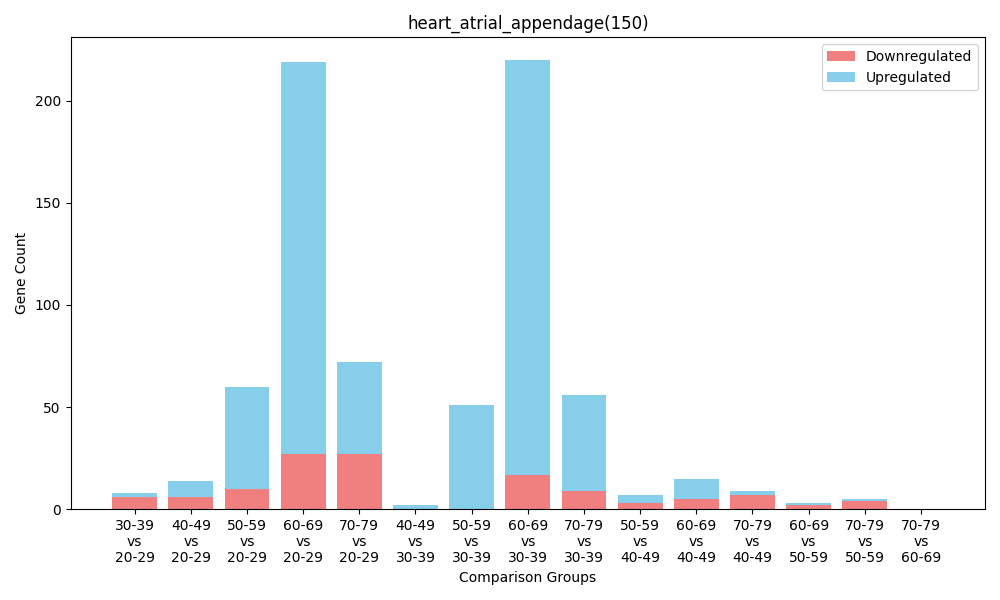 heart_atrial_appendage(150)
Downregulated
Upregulated
Gene Count
200
150
100
50
0
30-39 40-49 50-59 60-69 70-79 40-49 50-59 60-69 70-79 50-59 60-69 70-79 60-69 70-79 70-79
vs vs vs vs vs vs vs vs vs vs vs vs vs vs vs
20-29 20-29 20-29 20-29 20-29 30-39 30-39 30-39 30-39 40-49 40-49 40-49 50-59 50-59 60-69
Comparison Groups